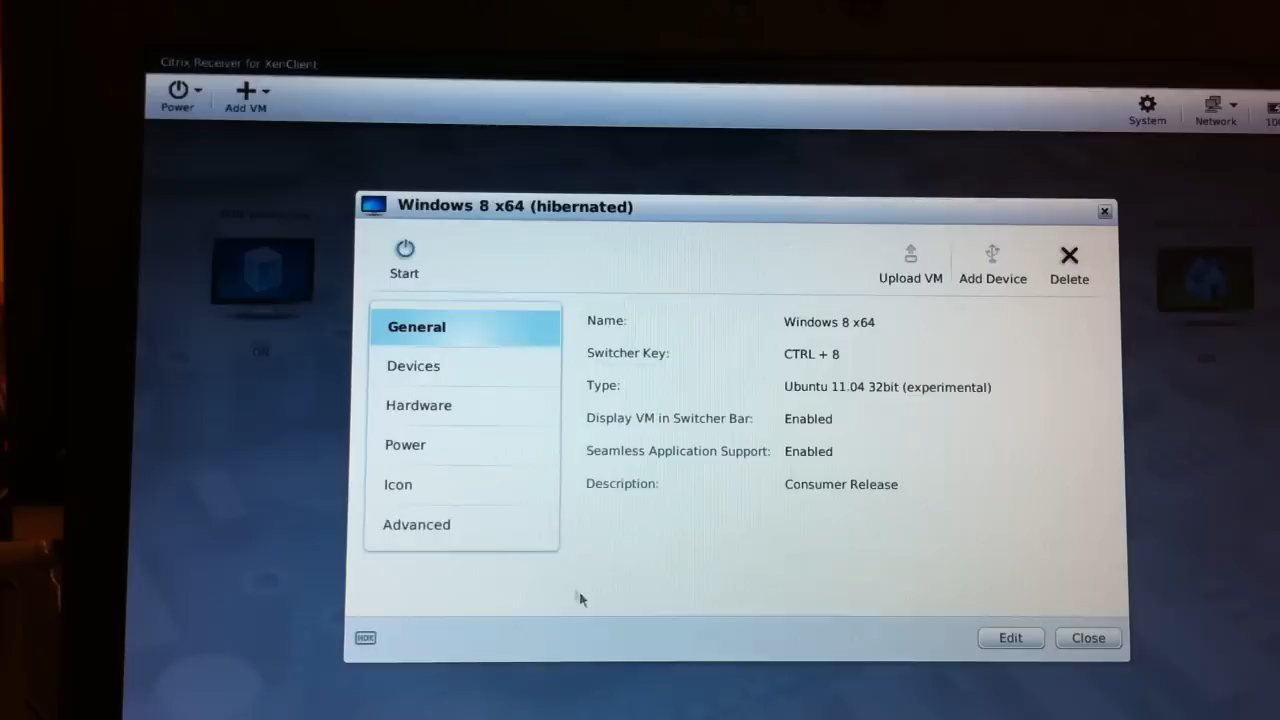 Citrix Receiver for XenClient
Power
Add VM
System
Network
Windows 8 x64 (hibernated)
Start
Upload VM
Add Device
Delete
General
Devices
Hardware
Power
Icon
Advanced
Name: Windows 8 x64
Switcher Key: CTRL + 8
Type: Ubuntu 11.04 32bit (experimental)
Display VM in Switcher Bar: Enabled
Seamless Application Support: Enabled
Description: Consumer Release
Edit
Close